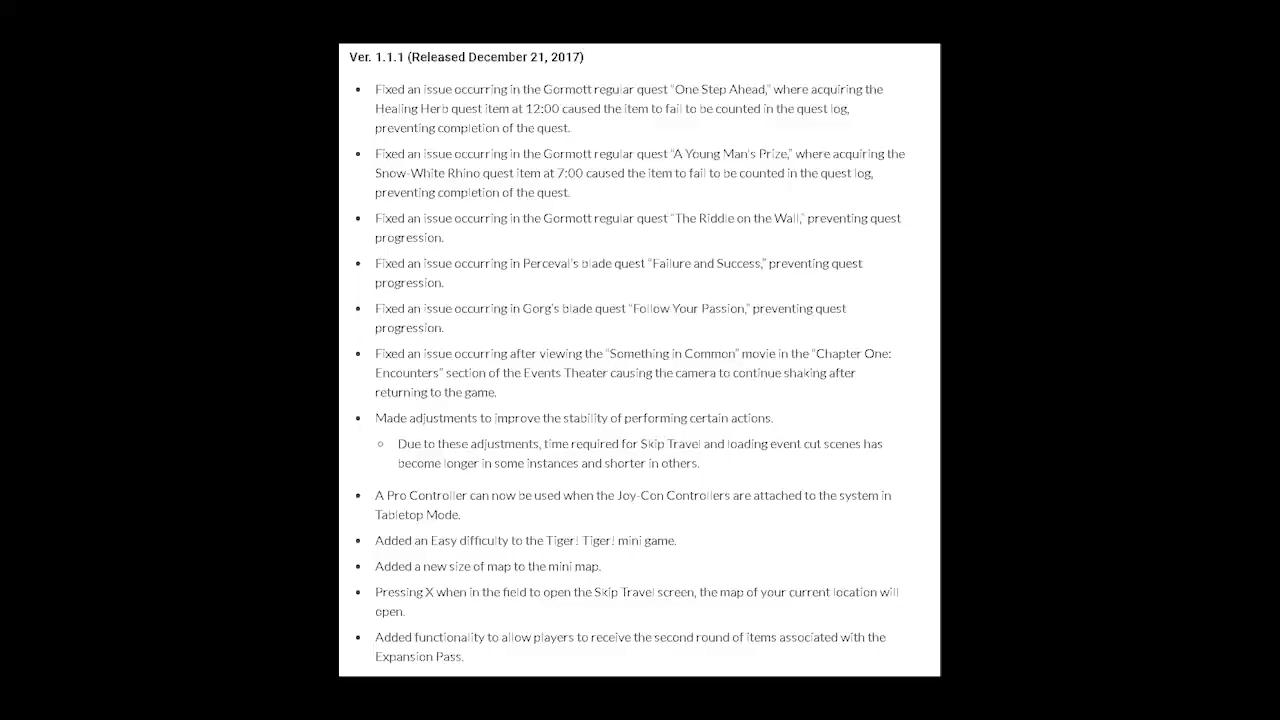 Ver. 1.1.1 (Released December 21, 2017)
• Fixed an issue occurring in the Gormott regular quest “One Step Ahead,” where acquiring the
Healing Herb quest item at 12:00 caused the item to fail to be counted in the quest log,
preventing completion of the quest.
• Fixed an issue occurring in the Gormott regular quest “A Young Man’s Prize,” where acquiring the
Snow-White Rhino quest item at 7:00 caused the item to fail to be counted in the quest log,
preventing completion of the quest.
• Fixed an issue occurring in the Gormott regular quest “The Riddle on the Wall,” preventing quest
progression.
• Fixed an issue occurring in Perceval’s blade quest “Failure and Success,” preventing quest
progression.
• Fixed an issue occurring in Gorg’s blade quest “Follow Your Passion,” preventing quest
progression.
• Fixed an issue occurring after viewing the “Something in Common” movie in the “Chapter One:
Encounters” section of the Events Theater causing the camera to continue shaking after
returning to the game.
• Made adjustments to improve the stability of performing certain actions.
○ Due to these adjustments, time required for Skip Travel and loading event cut scenes has
become longer in some instances and shorter in others.
• A Pro Controller can now be used when the Joy-Con Controllers are attached to the system in
Tabletop Mode.
• Added an Easy difficulty to the Tiger! Tiger! mini game.
• Added a new size of map to the mini map.
• Pressing X when in the field to open the Skip Travel screen, the map of your current location will
open.
• Added functionality to allow players to receive the second round of items associated with the
Expansion Pass.